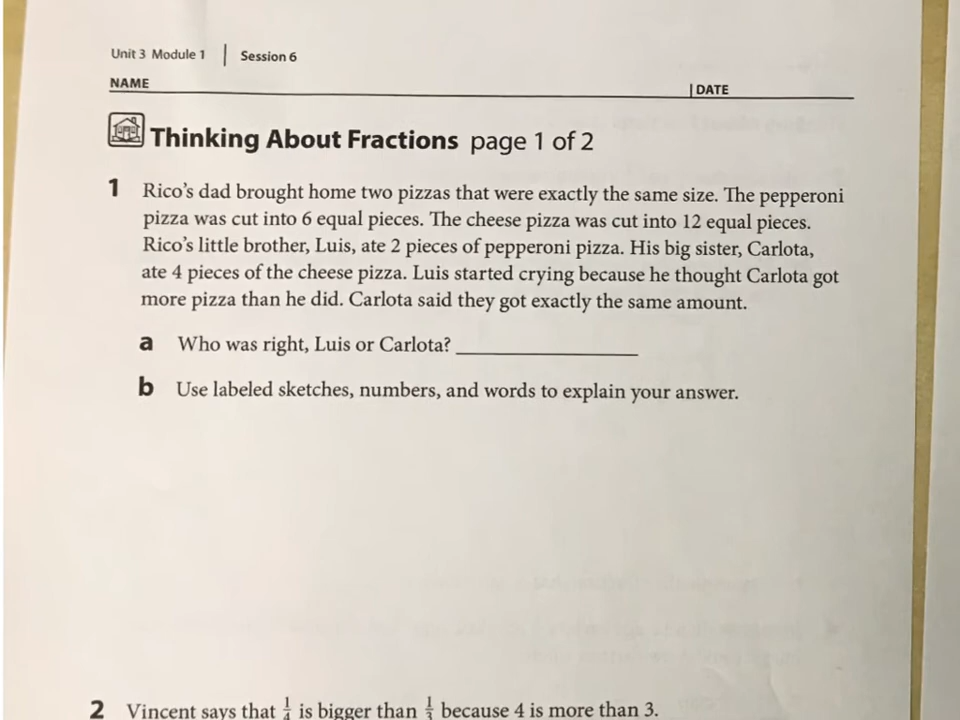 Unit 3 Module 1 | Session 6
NAME | DATE
Thinking About Fractions page 1 of 2
1 Rico's dad brought home two pizzas that were exactly the same size. The pepperoni
pizza was cut into 6 equal pieces. The cheese pizza was cut into 12 equal pieces.
Rico's little brother, Luis, ate 2 pieces of pepperoni pizza. His big sister, Carlota,
ate 4 pieces of the cheese pizza. Luis started crying because he thought Carlota got
more pizza than he did. Carlota said they got exactly the same amount.
a Who was right, Luis or Carlota? ____________________
b Use labeled sketches, numbers, and words to explain your answer.
2 Vincent says that 1/4 is bigger than 1/3 because 4 is more than 3.